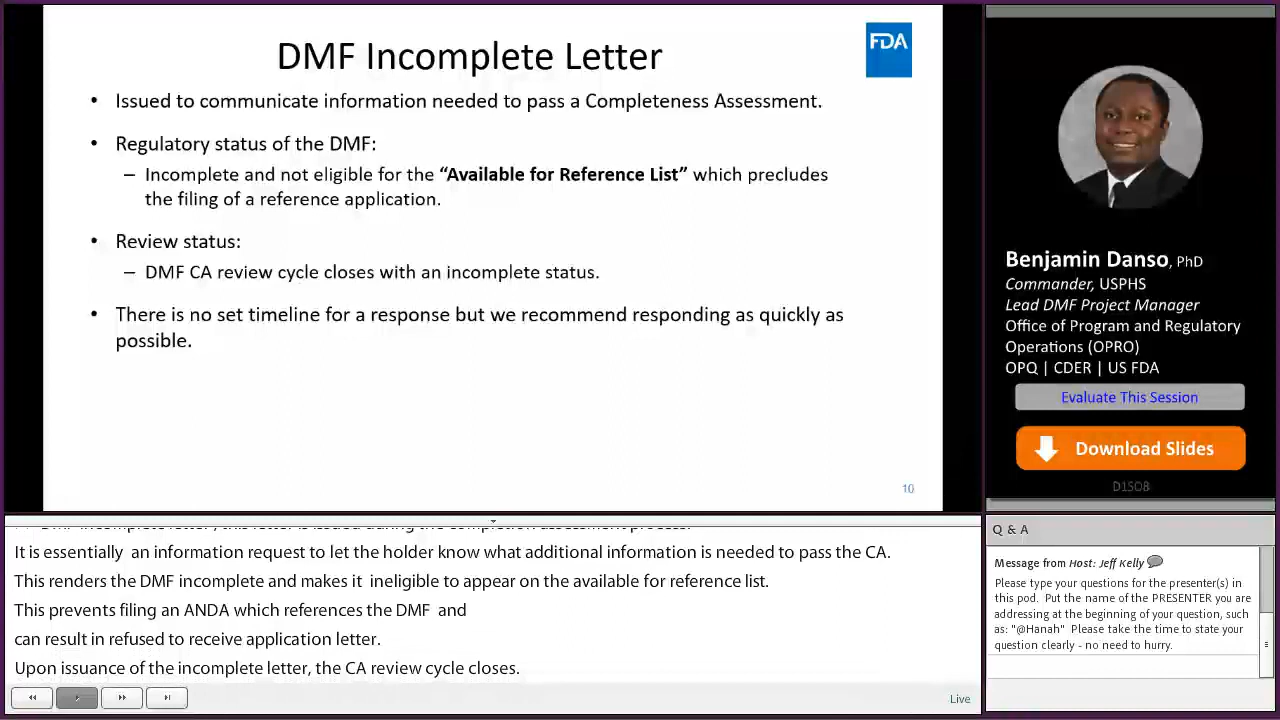 DMF Incomplete Letter
FDA
• Issued to communicate information needed to pass a Completeness Assessment.
• Regulatory status of the DMF:
– Incomplete and not eligible for the “Available for Reference List” which precludes
the filing of a reference application.
• Review status:
– DMF CA review cycle closes with an incomplete status.
• There is no set timeline for a response but we recommend responding as quickly as
possible.
10
Benjamin Danso, PhD
Commander, USPHS
Lead DMF Project Manager
Office of Program and Regulatory
Operations (OPRO)
OPQ | CDER | US FDA
Evaluate This Session
Download Slides
D1S08
It is essentially an information request to let the holder know what additional information is needed to pass the CA.
This renders the DMF incomplete and makes it ineligible to appear on the available for reference list.
This prevents filing an ANDA which references the DMF and
can result in refused to receive application letter.
Upon issuance of the incomplete letter, the CA review cycle closes.
Live
Q & A
Message from Host: Jeff Kelly
Please type your questions for the presenter(s) in
this pod. Put the name of the PRESENTER you are
addressing at the beginning of your question, such
as: "@Hanah" Please take the time to state your
question clearly - no need to hurry.